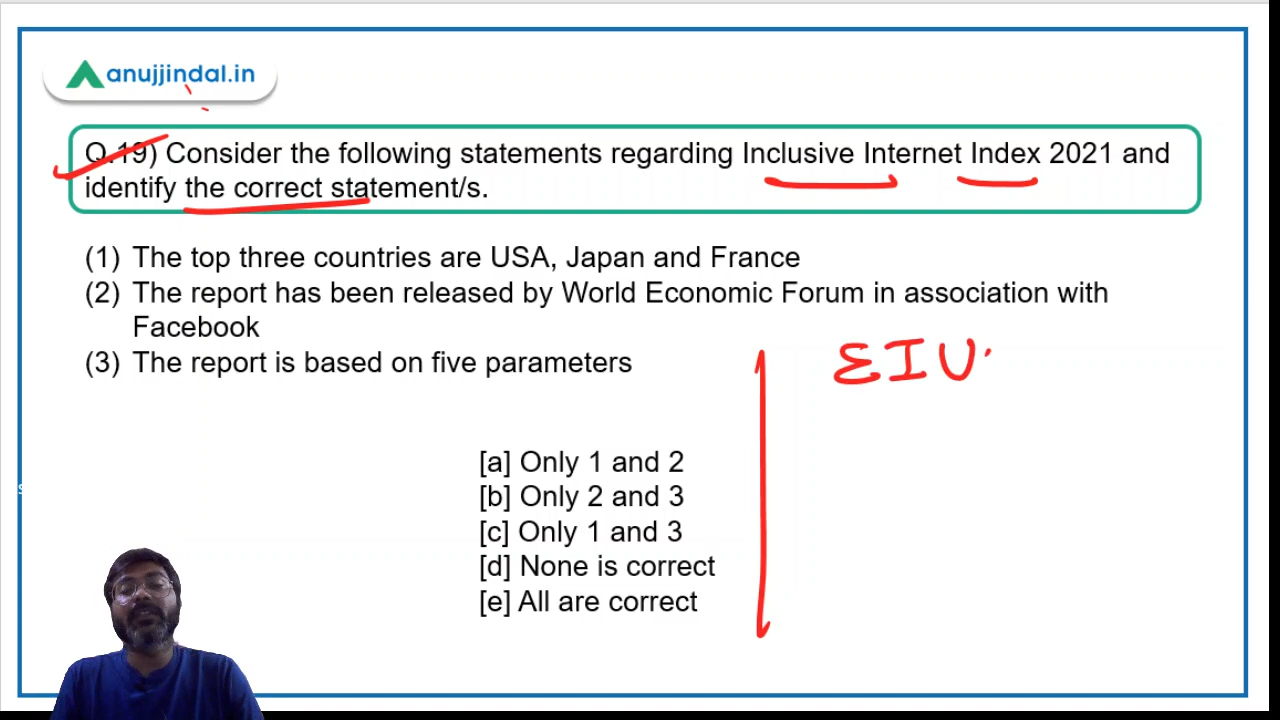 anujjindal.in
Q.19) Consider the following statements regarding Inclusive Internet Index 2021 and
identify the correct statement/s.
(1) The top three countries are USA, Japan and France
(2) The report has been released by World Economic Forum in association with
Facebook
(3) The report is based on five parameters
EIU
[a] Only 1 and 2
[b] Only 2 and 3
[c] Only 1 and 3
[d] None is correct
[e] All are correct